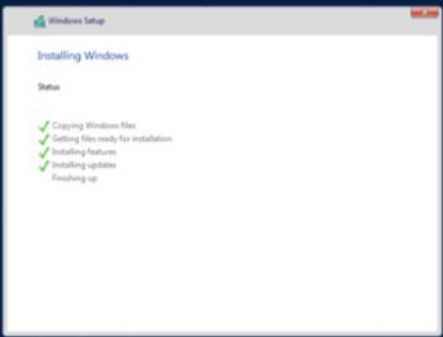 Windows Setup
Installing Windows
Status
Copying Windows files
Getting files ready for installation
Installing features
Installing updates
Finishing up